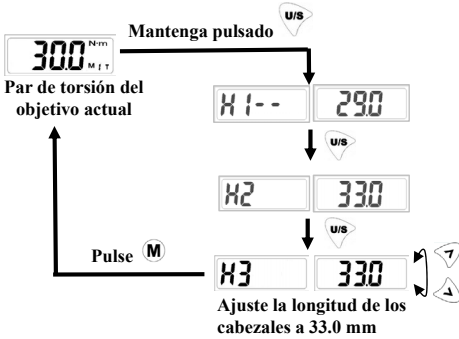 U/S
Mantenga pulsado
30.0 N·m
M I T
Par de torsión del
objetivo actual
H1-- 29.0
U/S
H2 33.0
U/S
Pulse M
H3 33.0
Ajuste la longitud de los
cabezales a 33.0 mm